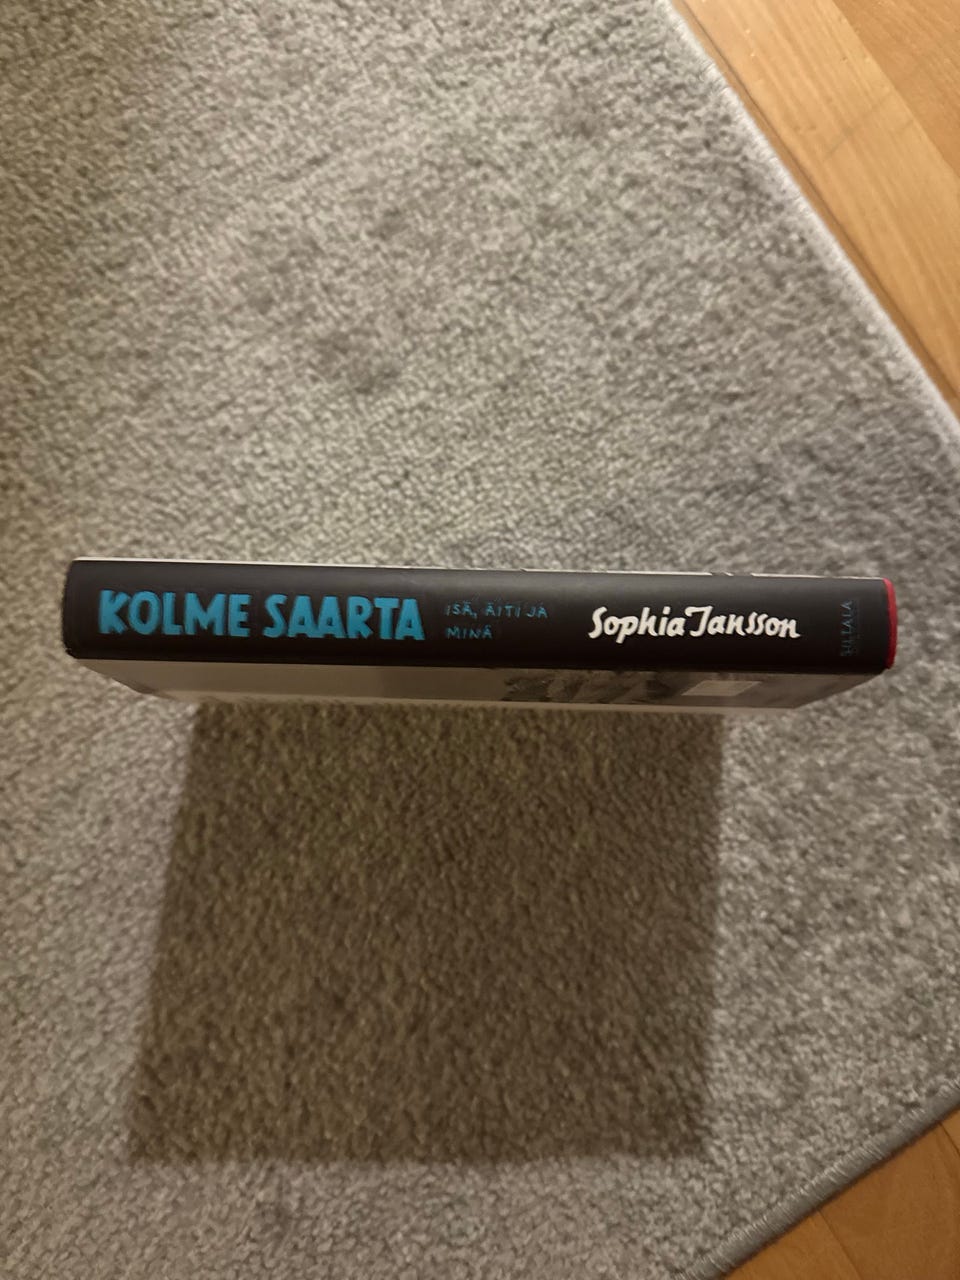 KOLME SAARTA
ISÄ, ÄITI JA
MINÄ
Sophia Jansson
SILTALA